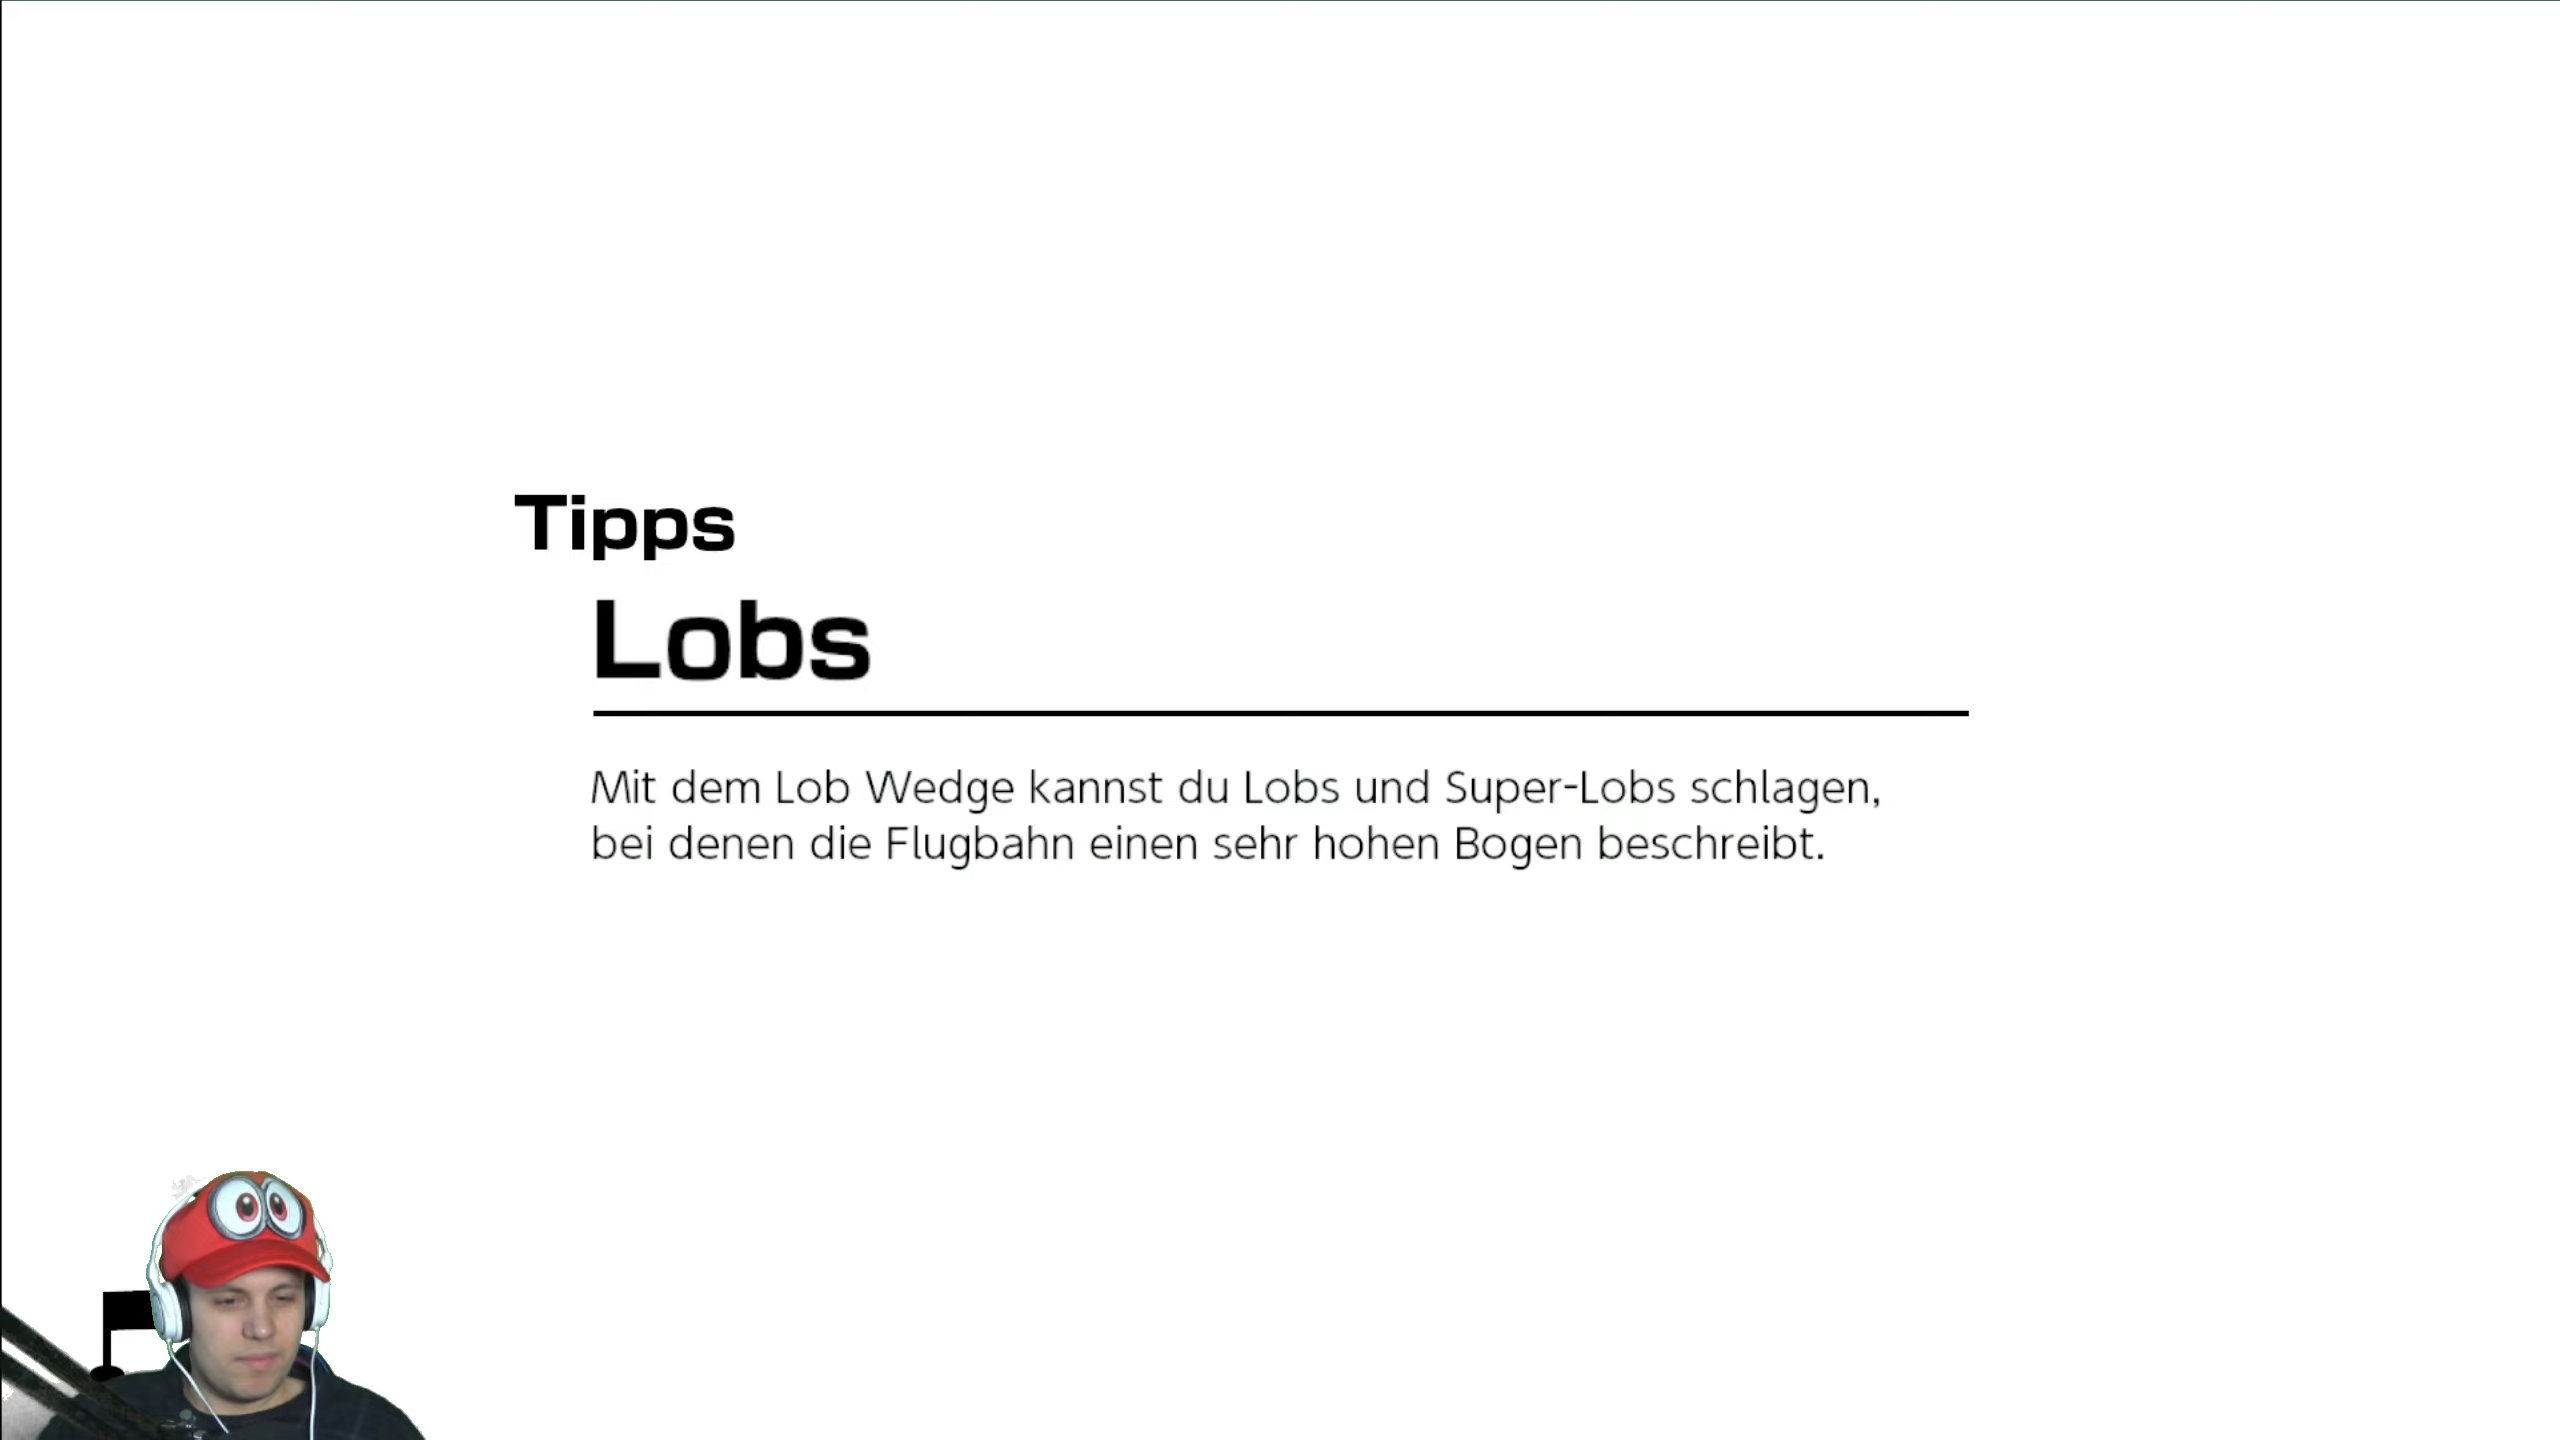 Tipps
Lobs
Mit dem Lob Wedge kannst du Lobs und Super-Lobs schlagen,
bei denen die Flugbahn einen sehr hohen Bogen beschreibt.